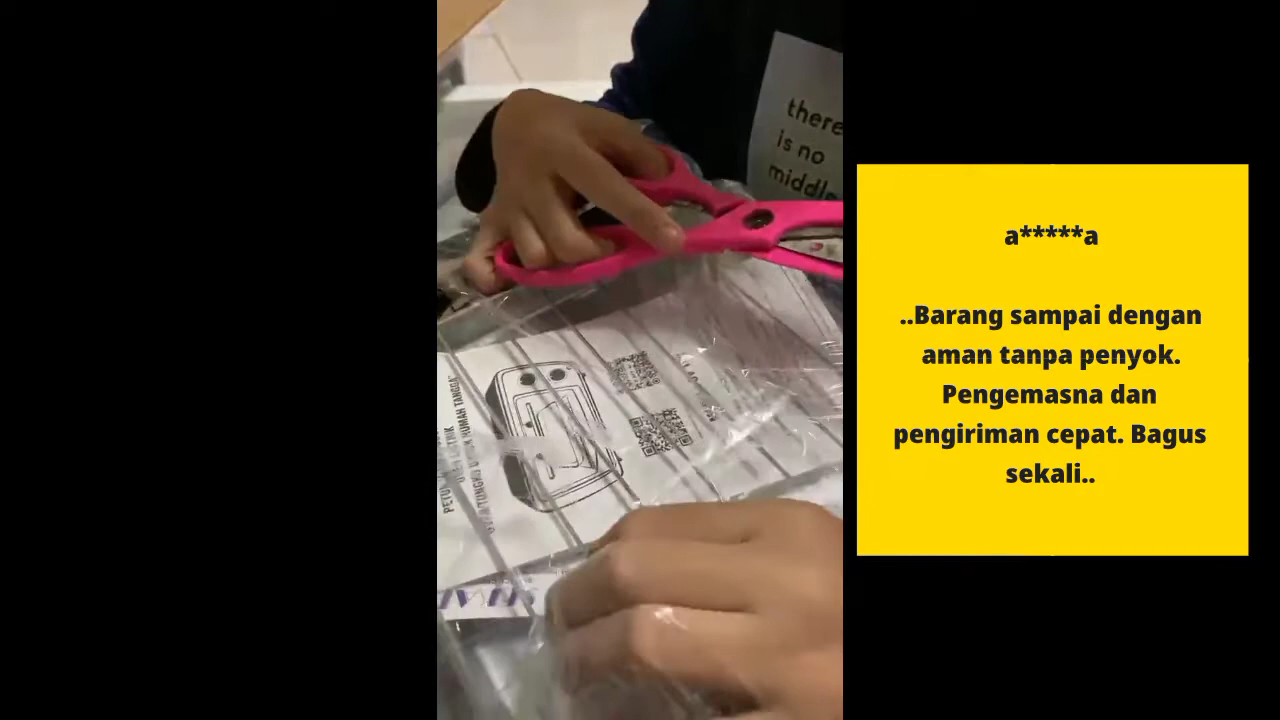 there
is no
middle
a*****a
..Barang sampai dengan
aman tanpa penyok.
Pengemasna dan
pengiriman cepat. Bagus
sekali..